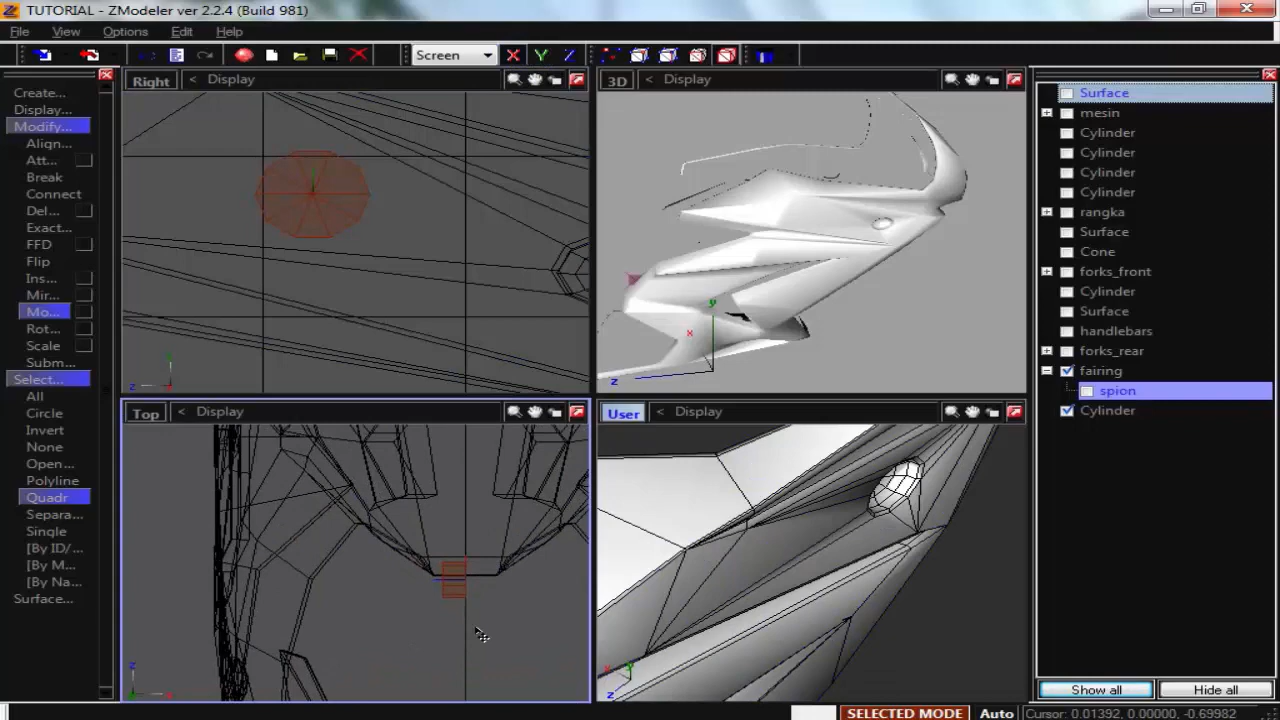 TUTORIAL - ZModeler ver 2.2.4 (Build 981)
File View Options Edit Help
Screen X Y Z
Create...
Display...
Modify...
Align...
Att...
Break
Connect
Del...
Exact...
FFD
Flip
Ins...
Mir...
Mo...
Rot...
Scale
Subm...
Select...
All
Circle
Invert
None
Open...
Polyline
Quadr
Separa...
Single
[By ID/...
[By M...
[By Na...
Surface...
Right < Display
z
3D < Display
y
x
z
Top < Display
z
User < Display
x y
z
Surface
mesin
Cylinder
Cylinder
Cylinder
Cylinder
rangka
Surface
Cone
forks_front
Cylinder
Surface
handlebars
forks_rear
fairing
spion
Cylinder
Show all Hide all
SELECTED MODE Auto Cursor: 0.01392, 0.00000, -0.69982